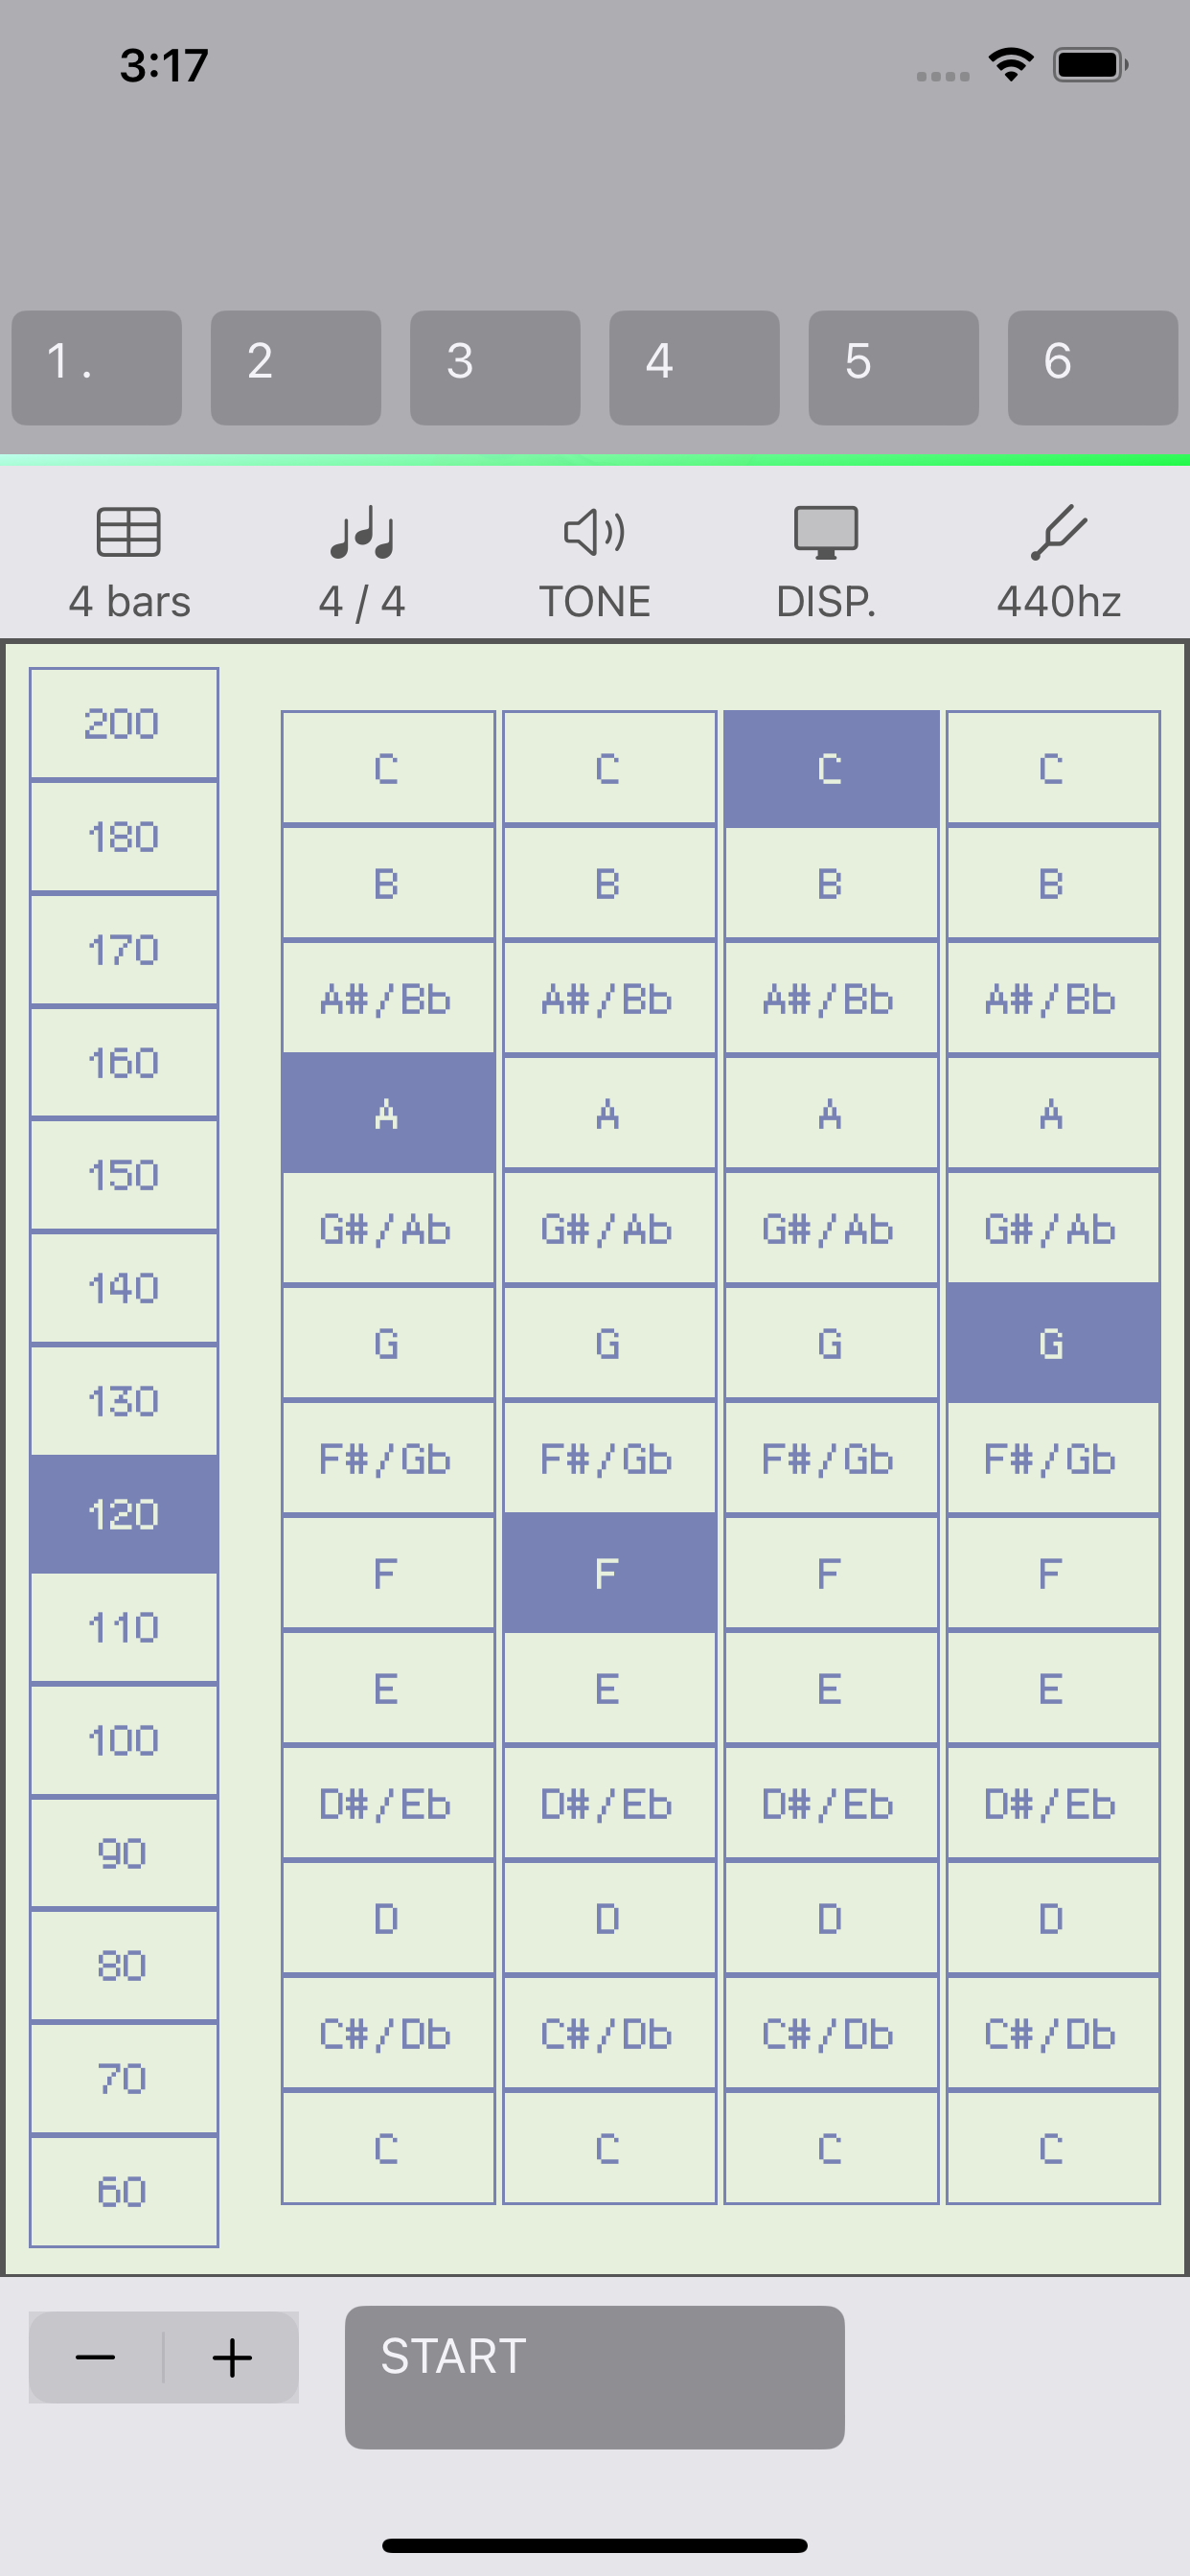 3:17
1 . 2 3 4 5 6
4 bars 4 / 4 TONE DISP. 440hz
200
180
170
160
150
140
130
120
110
100
90
80
70
60
C C C C
B B B B
A#/Bb A#/Bb A#/Bb A#/Bb
A A A A
G#/Ab G#/Ab G#/Ab G#/Ab
G G G G
F#/Gb F#/Gb F#/Gb F#/Gb
F F F F
E E E E
D#/Eb D#/Eb D#/Eb D#/Eb
D D D D
C#/Db C#/Db C#/Db C#/Db
C C C C
START